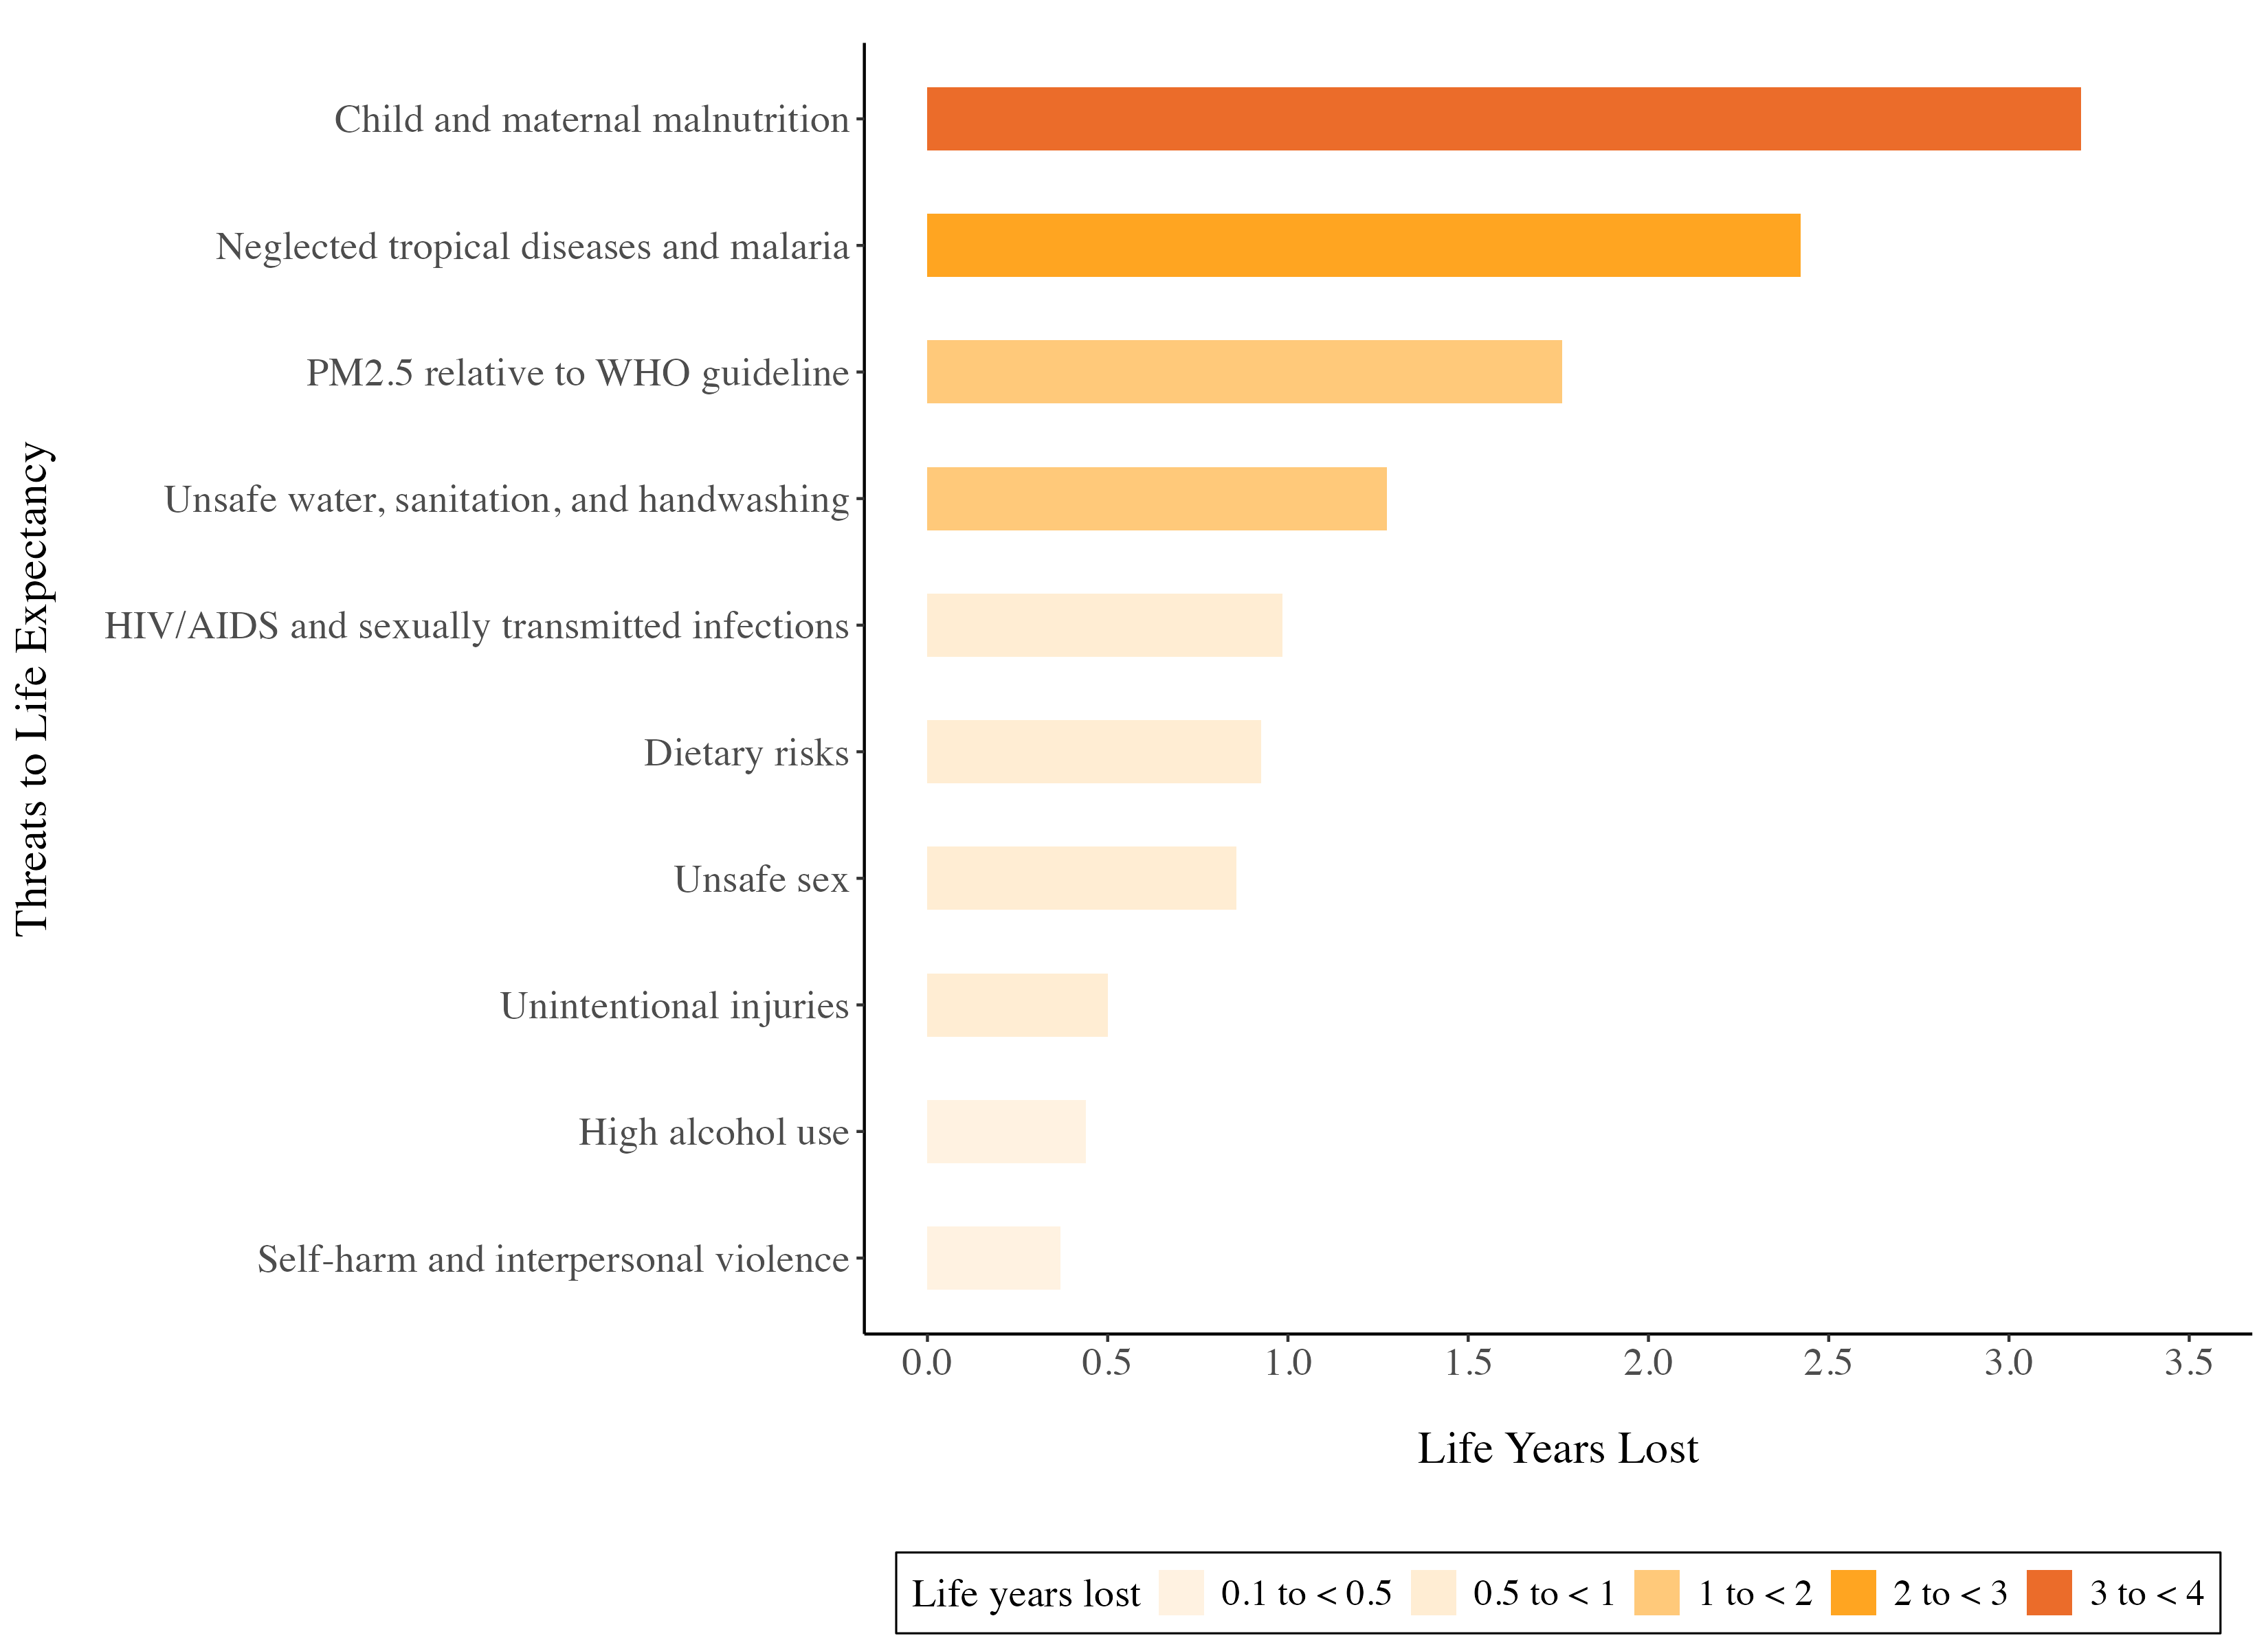 Threats to Life Expectancy
Child and maternal malnutrition
Neglected tropical diseases and malaria
PM2.5 relative to WHO guideline
Unsafe water, sanitation, and handwashing
HIV/AIDS and sexually transmitted infections
Dietary risks
Unsafe sex
Unintentional injuries
High alcohol use
Self-harm and interpersonal violence
0.0 0.5 1.0 1.5 2.0 2.5 3.0 3.5
Life Years Lost
Life years lost 0.1 to < 0.5 0.5 to < 1 1 to < 2 2 to < 3 3 to < 4